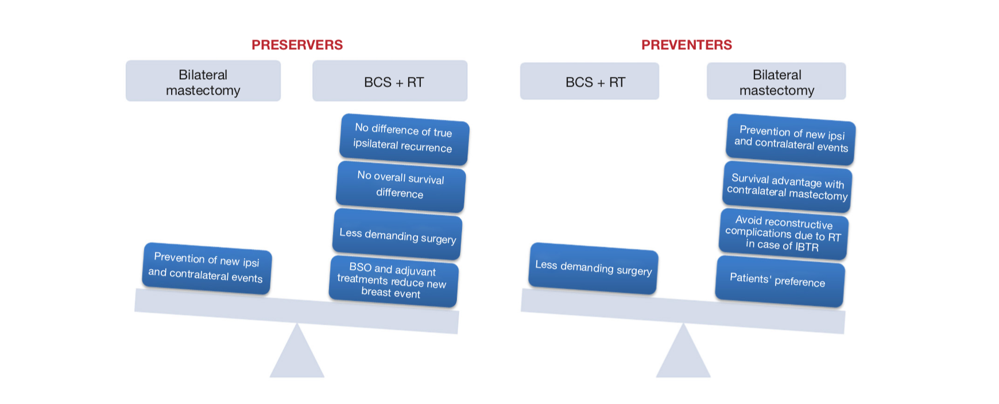 PRESERVERS
Bilateral
mastectomy
BCS + RT
No difference of true
ipsilateral recurrence
No overall survival
difference
Less demanding surgery
BSO and adjuvant
treatments reduce new
breast event
Prevention of new ipsi
and contralateral events
PREVENTERS
BCS + RT
Bilateral
mastectomy
Prevention of new ipsi
and contralateral events
Survival advantage with
contralateral mastectomy
Avoid reconstructive
complications due to RT
in case of IBTR
Patients' preference
Less demanding surgery